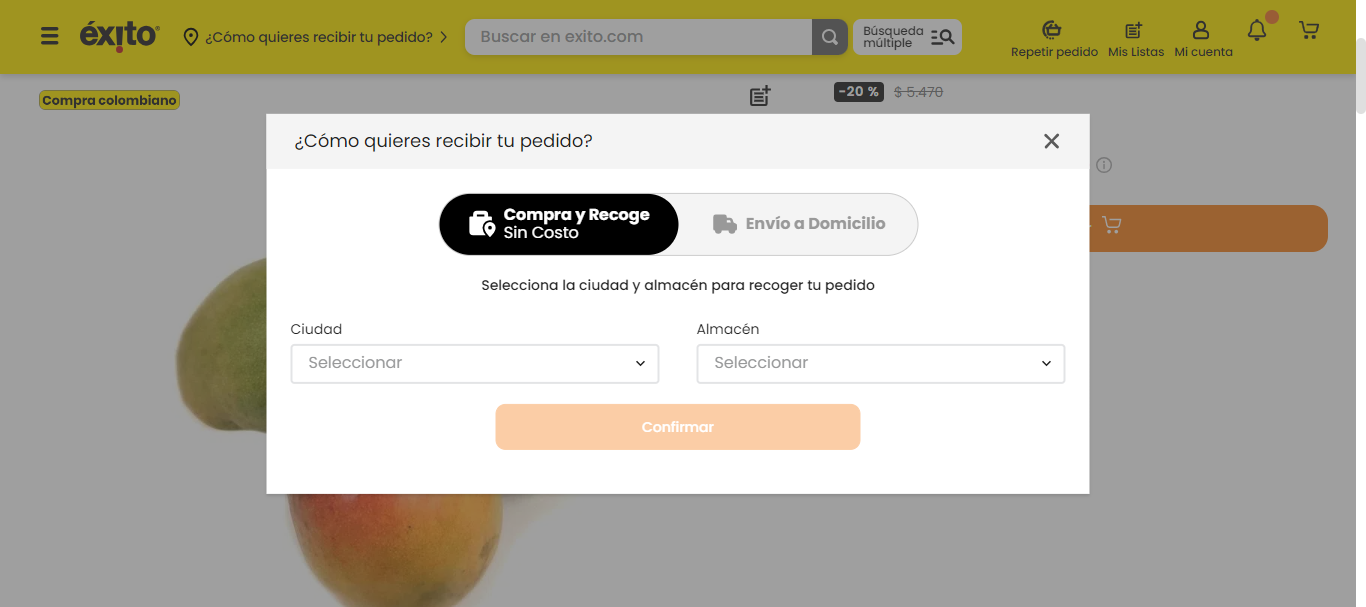 éxito
¿Cómo quieres recibir tu pedido?
Buscar en exito.com
Búsqueda
múltiple
Repetir pedido
Mis Listas
Mi cuenta
Compra colombiano
-20 %
$ 5.470
¿Cómo quieres recibir tu pedido?
Compra y Recoge
Sin Costo
Envío a Domicilio
Selecciona la ciudad y almacén para recoger tu pedido
Ciudad
Almacén
Seleccionar
Seleccionar
Confirmar